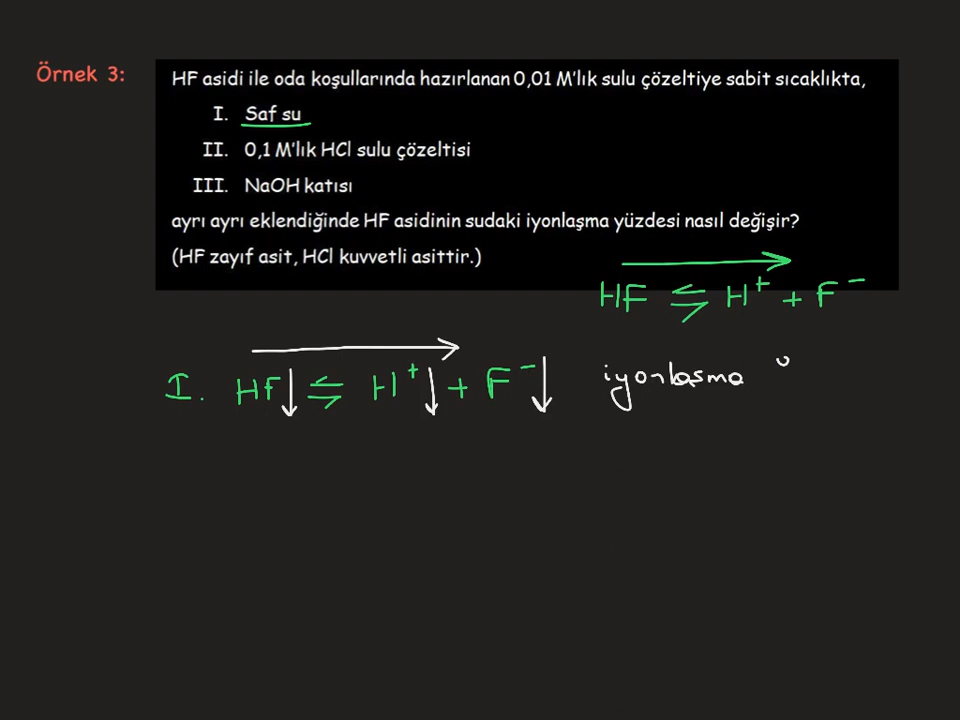 Örnek 3:
HF asidi ile oda koşullarında hazırlanan 0,01 M'lık sulu çözeltiye sabit sıcaklıkta,
I. Saf su
II. 0,1 M'lık HCl sulu çözeltisi
III. NaOH katısı
ayrı ayrı eklendiğinde HF asidinin sudaki iyonlaşma yüzdesi nasıl değişir?
(HF zayıf asit, HCl kuvvetli asittir.)
HF ⇋ H⁺ + F⁻
I. HF↓ ⇋ H⁺↓ + F⁻↓ iyonlaşma